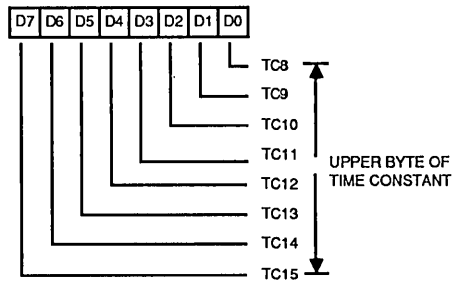 D7 D6 D5 D4 D3 D2 D1 D0
TC8
TC9
TC10
TC11
TC12
TC13
TC14
TC15
UPPER BYTE OF
TIME CONSTANT